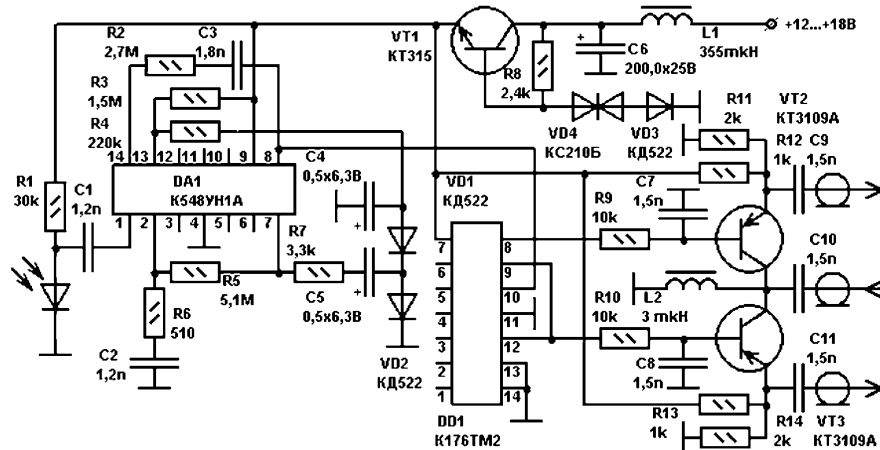 R2
2,7M
C3
1,8n
R3
1,5M
R4
220k
14 13 12 11 10 9 8
DA1
К548УН1А
1 2 3 4 5 6 7
R1
30k
C1
1,2n
R6
510
C2
1,2n
R5
5,1M
R7
3,3k
C4
0,5x6,3В
+
C5
0,5x6,3В
+
VD1
КД522
VD2
КД522
VT1
КТ315
R8
2,4k
+
C6
200,0x25В
L1
355mkH
+12...+18В
VD4
КС210Б
VD3
КД522
7 8
6 9
5 10
4 11
3 12
2 13
1 14
DD1
К176ТМ2
R9
10k
C7
1,5n
R10
10k
C8
1,5n
L2
3 mkH
R11
2k
R12
1k
VT2
КТ3109А
C9
1,5n
C10
1,5n
C11
1,5n
R13
1k
R14
2k
VT3
КТ3109А